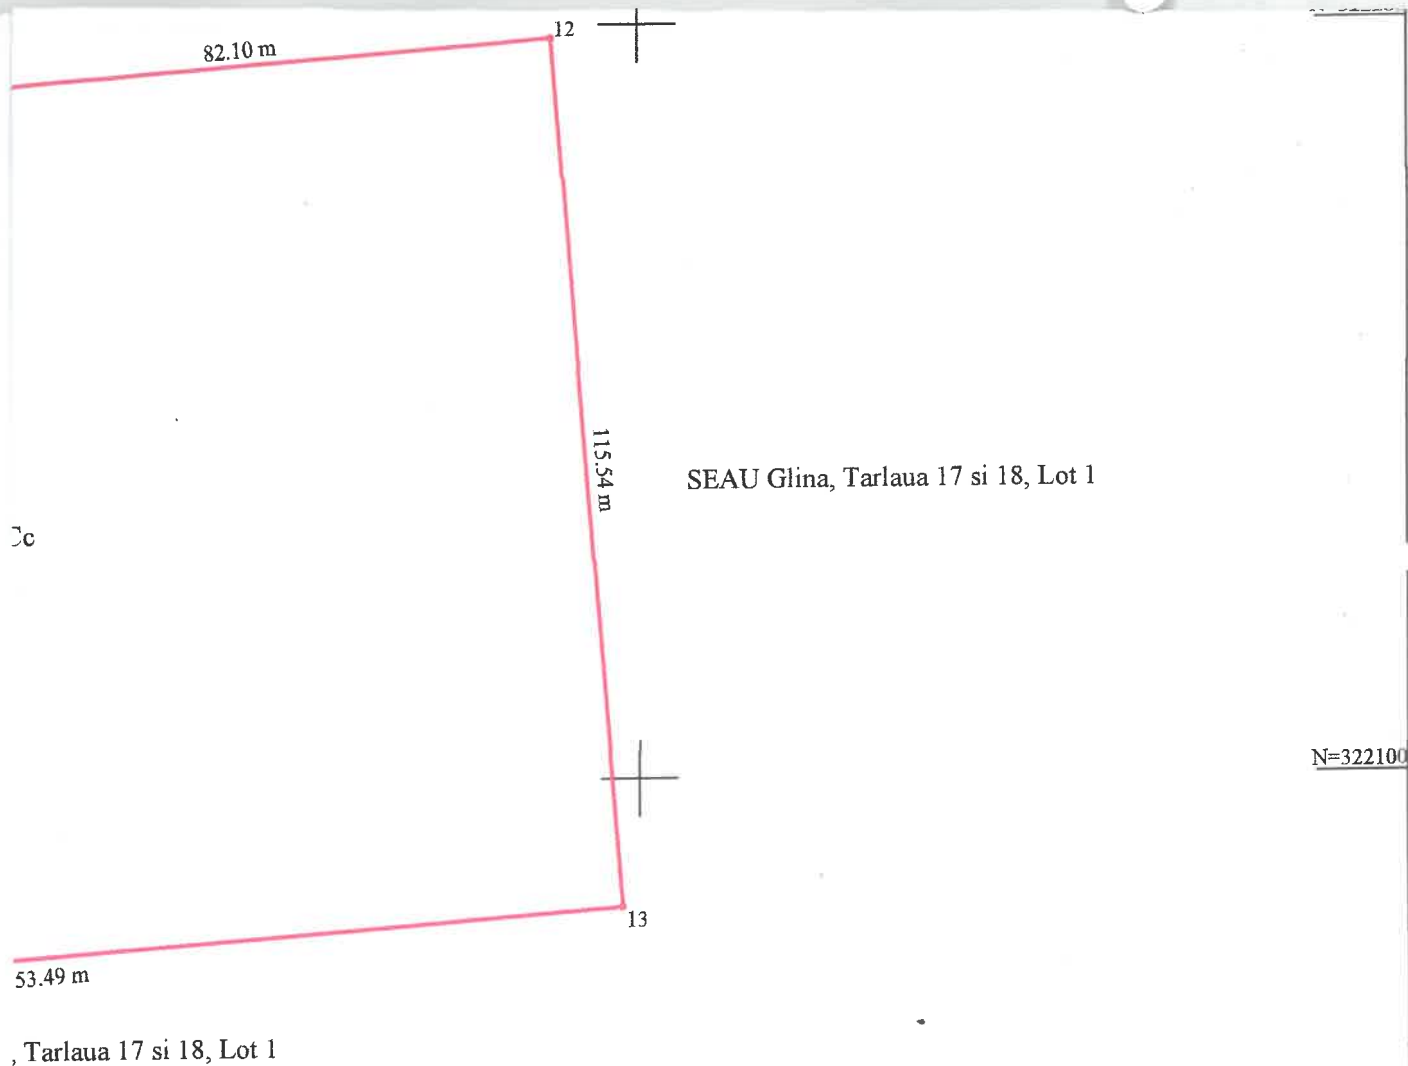 82.10 m
12
115.54 m
SEAU Glina, Tarlaua 17 si 18, Lot 1
N=322100
13
53.49 m
, Tarlaua 17 si 18, Lot 1